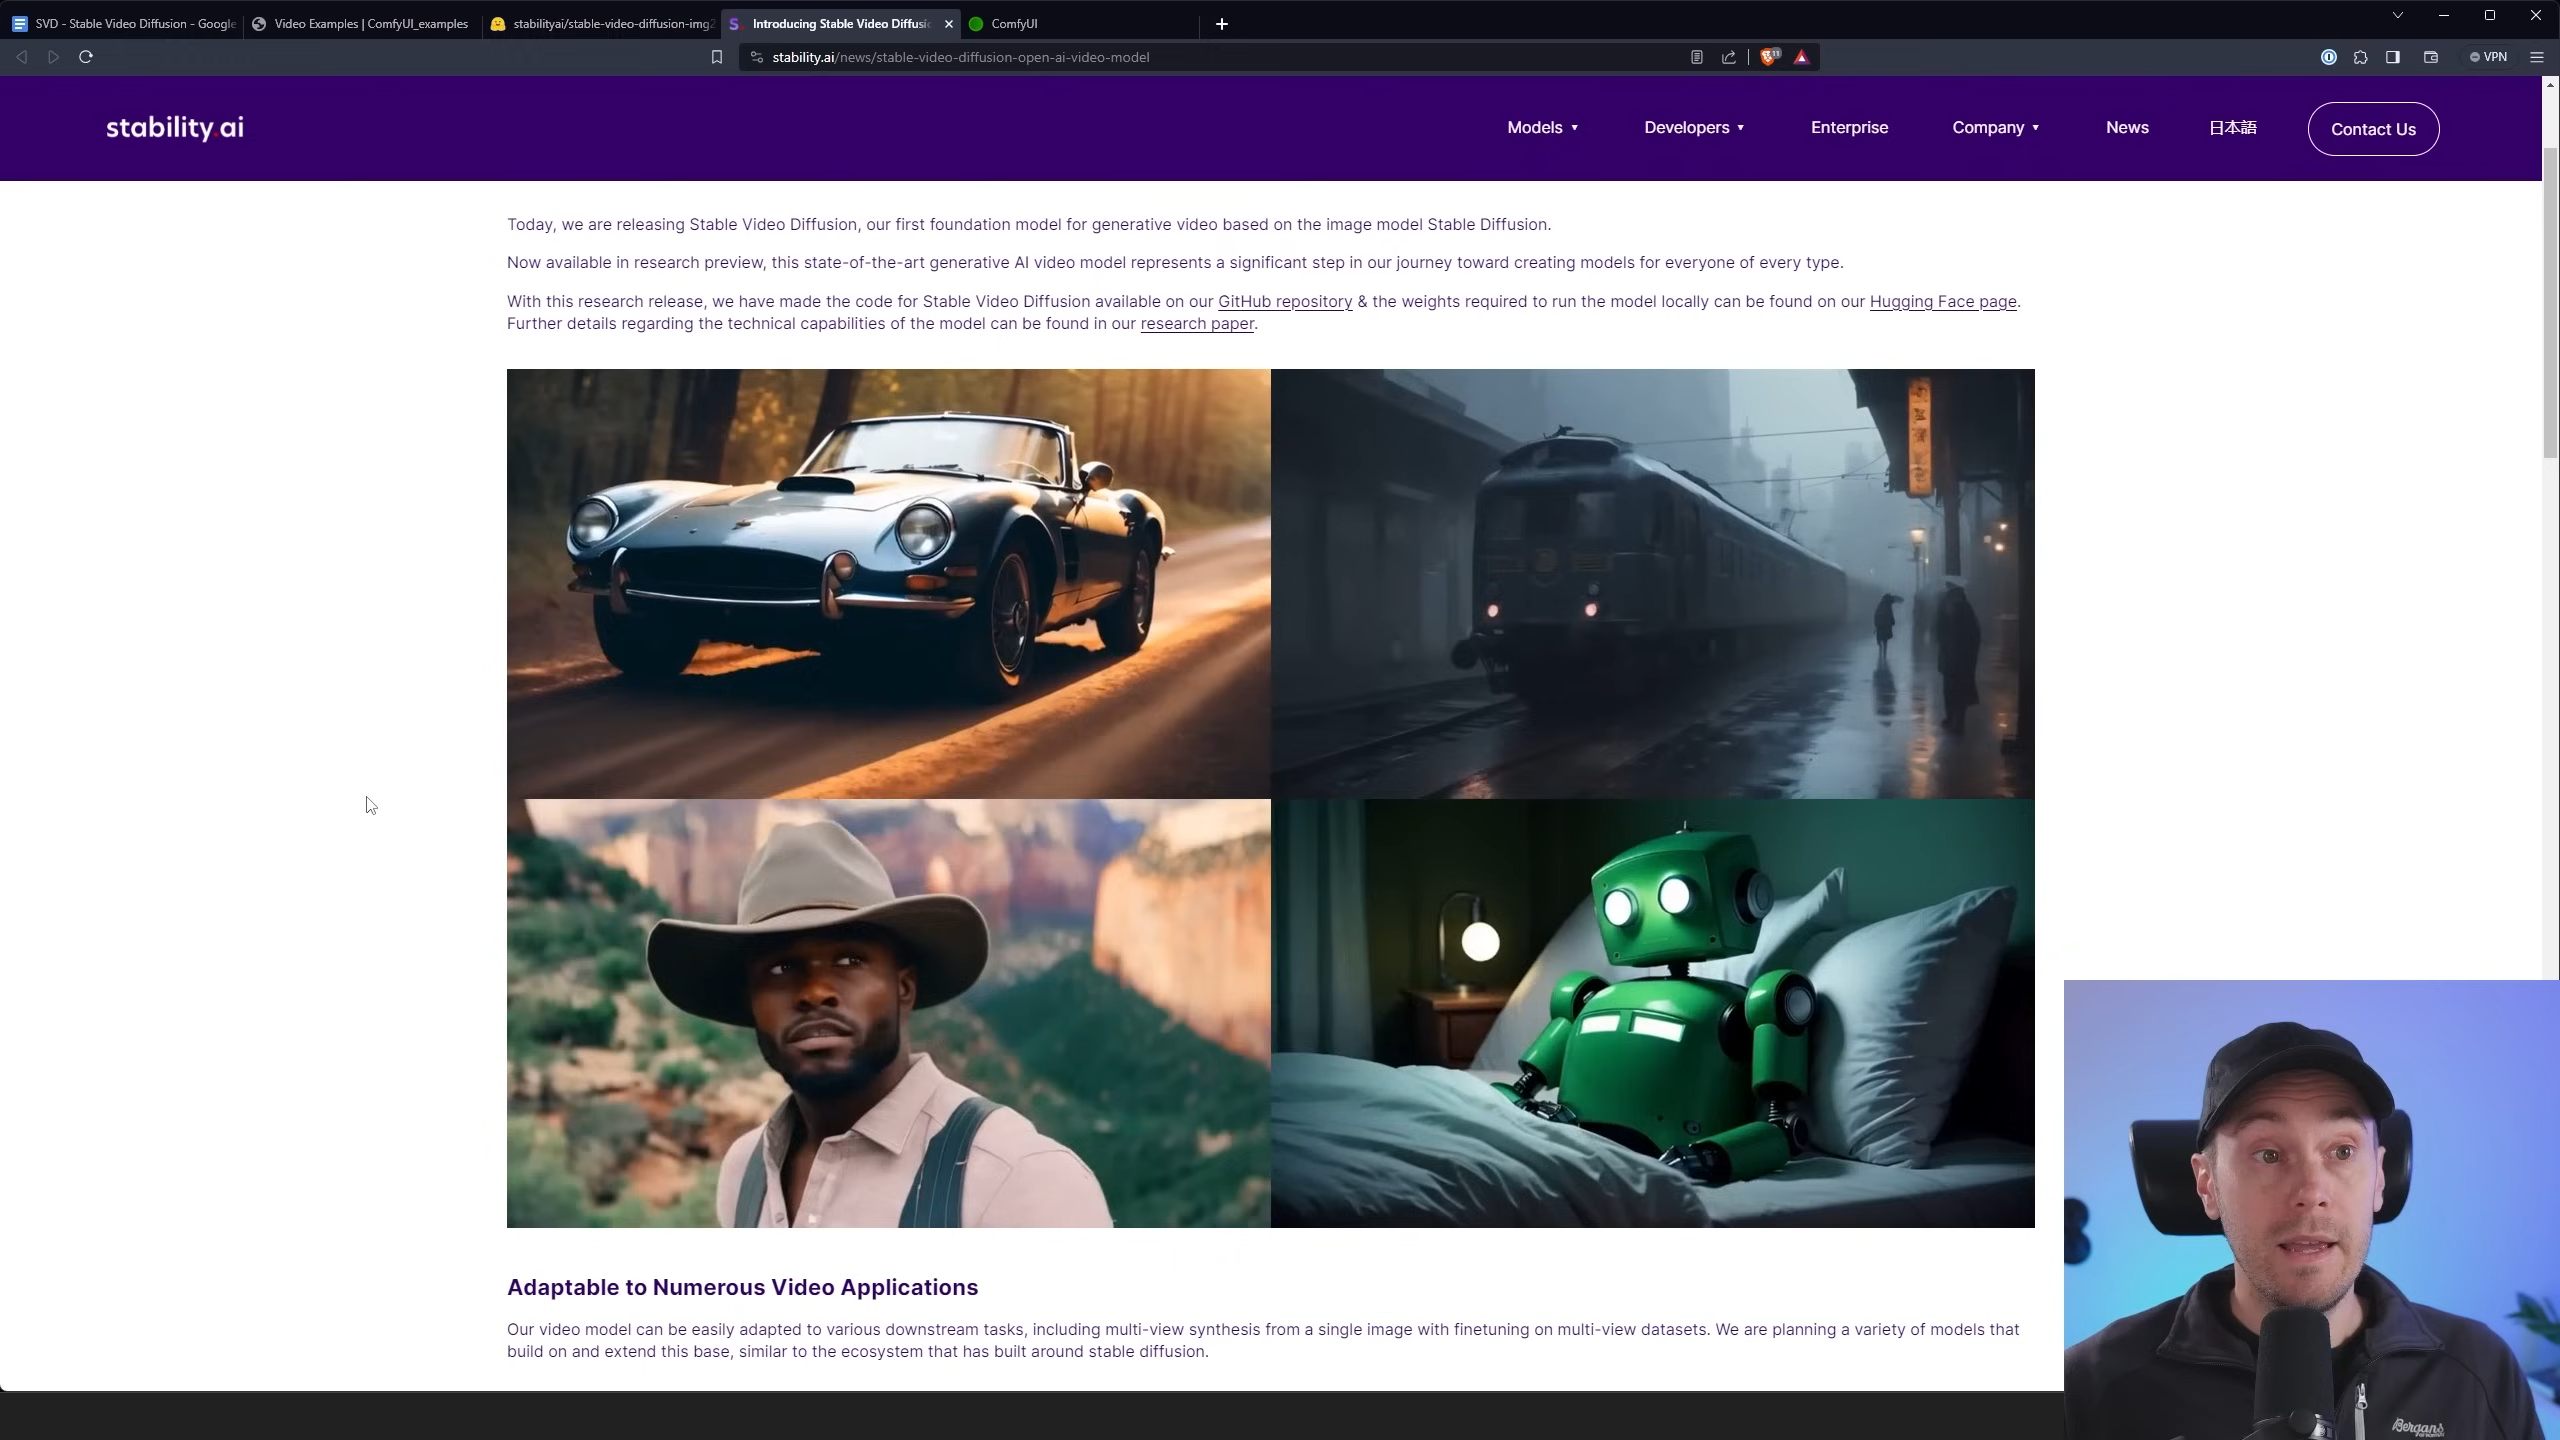 SVD - Stable Video Diffusion - Google
Video Examples | ComfyUI_examples
stabilityai/stable-video-diffusion-img2
Introducing Stable Video Diffusi
ComfyUI
stability.ai/news/stable-video-diffusion-open-ai-video-model
11
VPN
stability.ai
Models
Developers
Enterprise
Company
News
日本語
Contact Us
Today, we are releasing Stable Video Diffusion, our first foundation model for generative video based on the image model Stable Diffusion.
Now available in research preview, this state-of-the-art generative AI video model represents a significant step in our journey toward creating models for everyone of every type.
With this research release, we have made the code for Stable Video Diffusion available on our GitHub repository & the weights required to run the model locally can be found on our Hugging Face page.
Further details regarding the technical capabilities of the model can be found in our research paper.
Adaptable to Numerous Video Applications
Our video model can be easily adapted to various downstream tasks, including multi-view synthesis from a single image with finetuning on multi-view datasets. We are planning a variety of models that
build on and extend this base, similar to the ecosystem that has built around stable diffusion.
Bergans